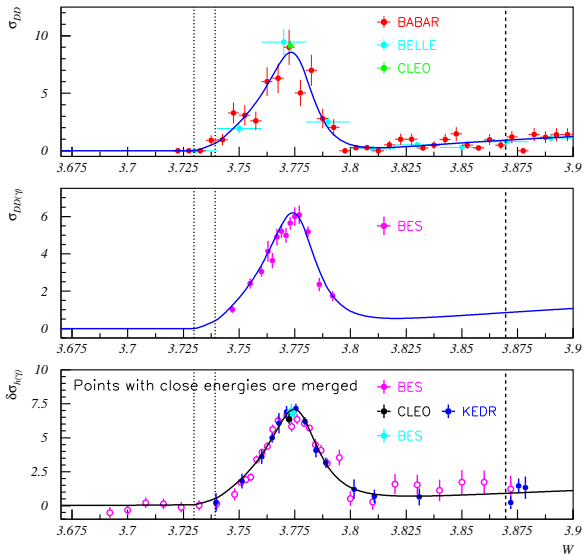 σDD
10
5
0
BABAR
BELLE
CLEO
3.675 3.7 3.725 3.75 3.775 3.8 3.825 3.85 3.875 3.9
σDD(γ)
6
4
2
0
BES
3.675 3.7 3.725 3.75 3.775 3.8 3.825 3.85 3.875 3.9
δσh(γ)
10
7.5
5.0
2.5
0
Points with close energies are merged
BES
CLEO KEDR
BES
3.675 3.7 3.725 3.75 3.775 3.8 3.825 3.85 3.875 3.9
W